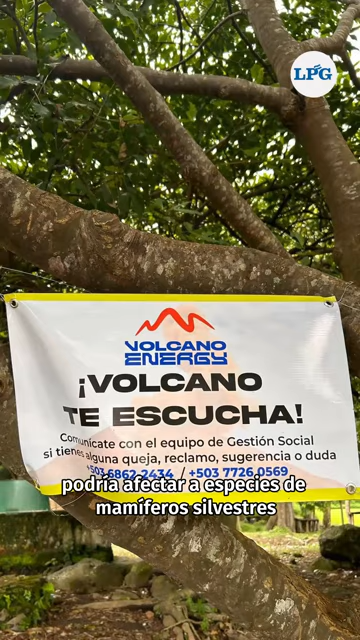 LPG
VOLCANO
ENERGY
¡VOLCANO
TE ESCUCHA!
Comunícate con el equipo de Gestión Social
si tienes alguna queja, reclamo, sugerencia o duda
+503 6862-2434 / +503 7726 0569
podría afectar a especies de
mamíferos silvestres